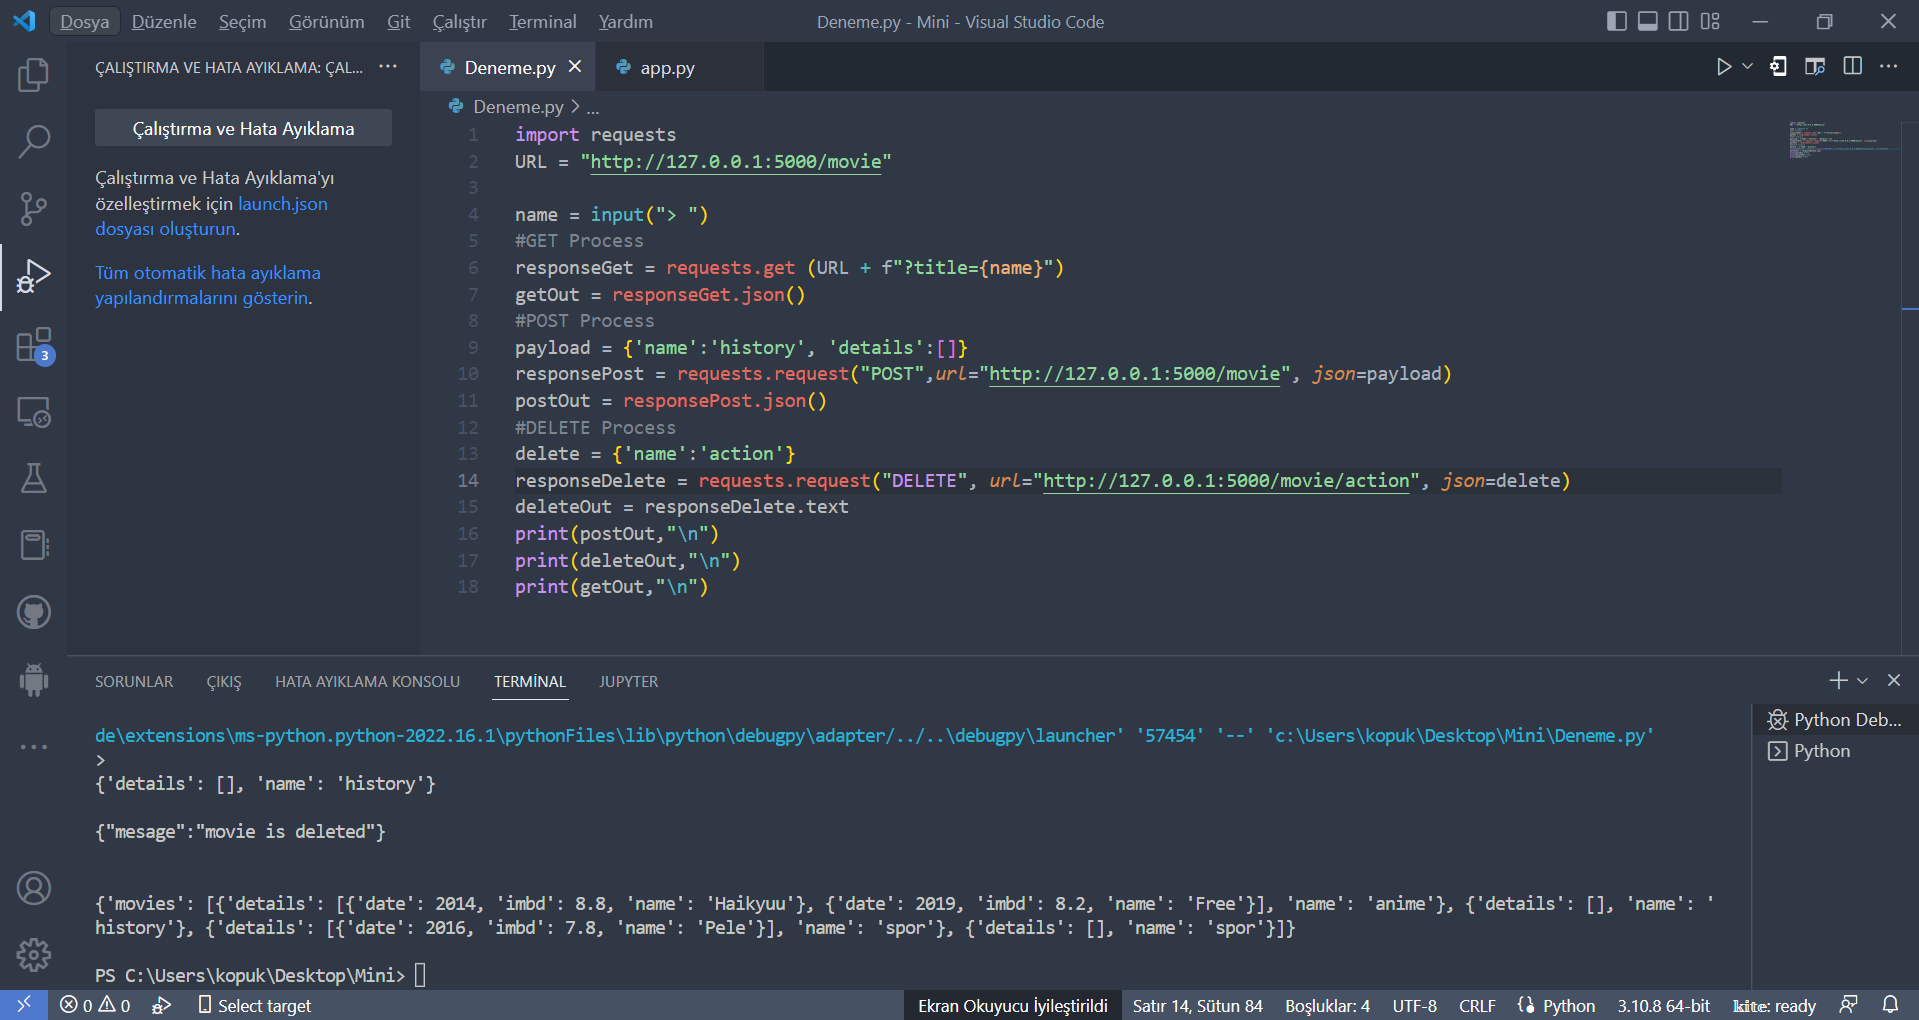 Dosya Düzenle Seçim Görünüm Git Çalıştır Terminal Yardım Deneme.py - Mini - Visual Studio Code
ÇALIŞTIRMA VE HATA AYIKLAMA: ÇAL... ···
Deneme.py × app.py
Çalıştırma ve Hata Ayıklama
Çalıştırma ve Hata Ayıklama'yı
özelleştirmek için launch.json
dosyası oluşturun.
Tüm otomatik hata ayıklama
yapılandırmalarını gösterin.
3
Deneme.py > ...
1 import requests
2 URL = "http://127.0.0.1:5000/movie"
3
4 name = input("> ")
5 #GET Process
6 responseGet = requests.get (URL + f"?title={name}")
7 getOut = responseGet.json()
8 #POST Process
9 payload = {'name':'history', 'details':[]}
10 responsePost = requests.request("POST",url="http://127.0.0.1:5000/movie", json=payload)
11 postOut = responsePost.json()
12 #DELETE Process
13 delete = {'name':'action'}
14 responseDelete = requests.request("DELETE", url="http://127.0.0.1:5000/movie/action", json=delete)
15 deleteOut = responseDelete.text
16 print(postOut,"\n")
17 print(deleteOut,"\n")
18 print(getOut,"\n")
SORUNLAR ÇIKIŞ HATA AYIKLAMA KONSOLU TERMİNAL JUPYTER
de\extensions\ms-python.python-2022.16.1\pythonFiles\lib\python\debugpy\adapter/../..\debugpy\launcher' '57454' '--' 'c:\Users\kopuk\Desktop\Mini\Deneme.py'
>
{'details': [], 'name': 'history'}
{"mesage":"movie is deleted"}
{'movies': [{'details': [{'date': 2014, 'imbd': 8.8, 'name': 'Haikyuu'}, {'date': 2019, 'imbd': 8.2, 'name': 'Free'}], 'name': 'anime'}, {'details': [], 'name': '
history'}, {'details': [{'date': 2016, 'imbd': 7.8, 'name': 'Pele'}], 'name': 'spor'}, {'details': [], 'name': 'spor'}]}
PS C:\Users\kopuk\Desktop\Mini>
Python Deb...
Python
0 0 Select target Ekran Okuyucu İyileştirildi Satır 14, Sütun 84 Boşluklar: 4 UTF-8 CRLF Python 3.10.8 64-bit kite: ready